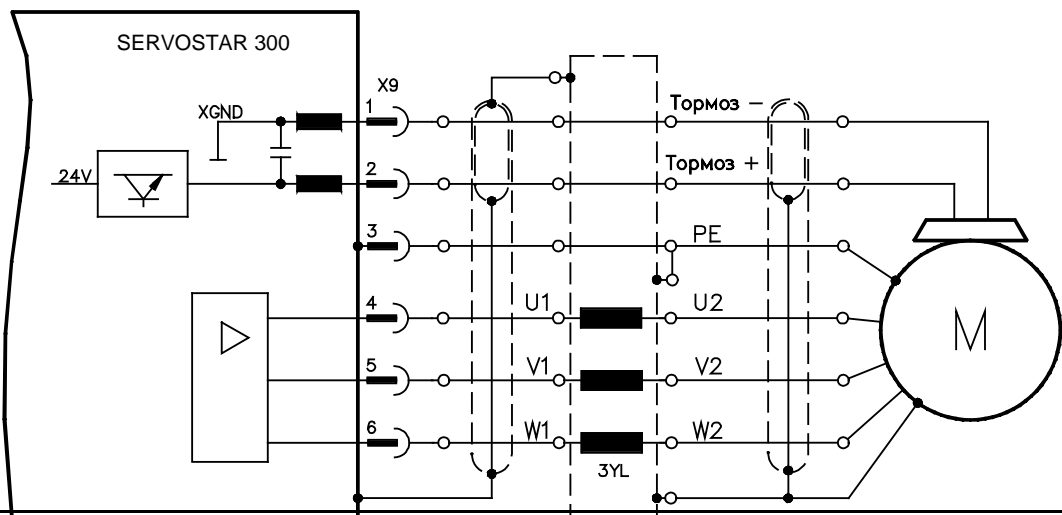 SERVOSTAR 300
X9
1
XGND
Тормоз -
2
24V
Тормоз +
3
PE
4
U1
U2
5
V1
V2
M
6
W1
W2
3YL